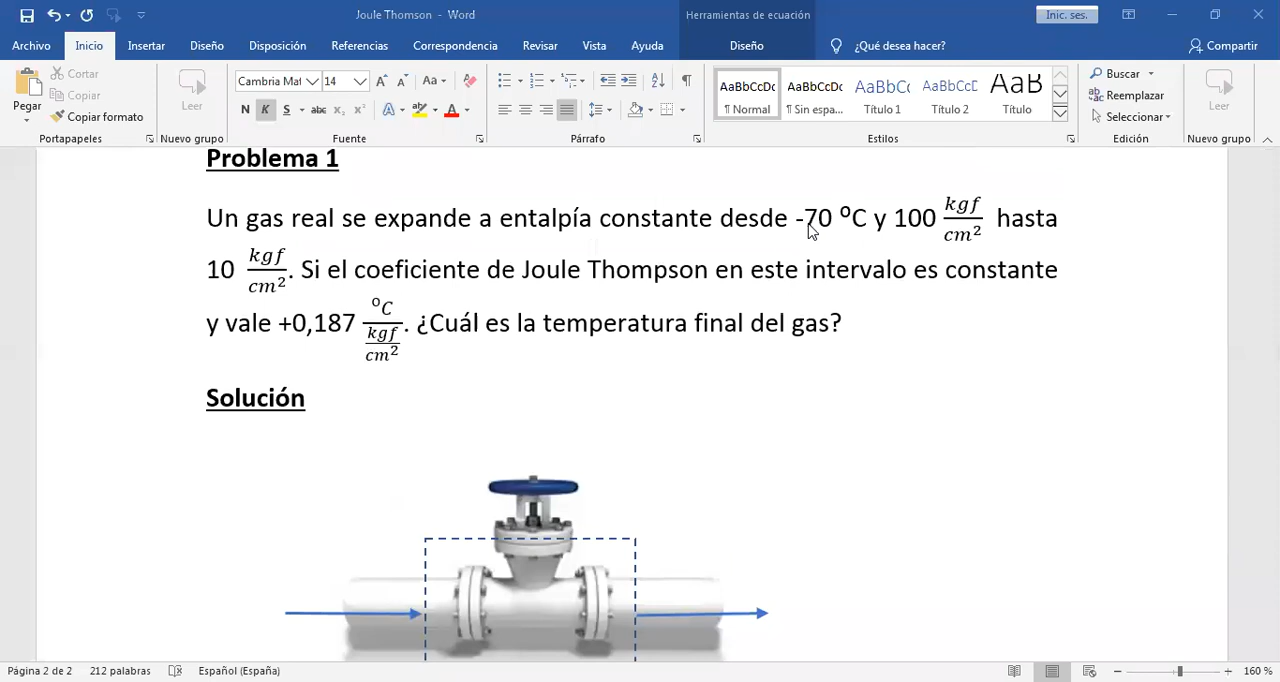 Joule Thomson - Word
Herramientas de ecuación
Inic. ses.
Archivo Inicio Insertar Diseño Disposición Referencias Correspondencia Revisar Vista Ayuda Diseño ¿Qué desea hacer? Compartir
Pegar
Cortar
Copiar
Copiar formato
Portapapeles
Leer
Nuevo grupo
Cambria Mat 14
N K S abc x₂ x²
Fuente
Párrafo
AaBbCcDc AaBbCcDc AaBbCc AaBbCcD AaB
¶ Normal ¶ Sin espa... Título 1 Título 2 Título
Estilos
Buscar
Reemplazar
Seleccionar
Edición
Leer
Nuevo grupo
Problema 1
Un gas real se expande a entalpía constante desde -70 ⁰C y 100 kgf/cm² hasta
10 kgf/cm². Si el coeficiente de Joule Thompson en este intervalo es constante
y vale +0,187 ⁰C/(kgf/cm²). ¿Cuál es la temperatura final del gas?
Solución
Página 2 de 2 212 palabras Español (España) 160 %